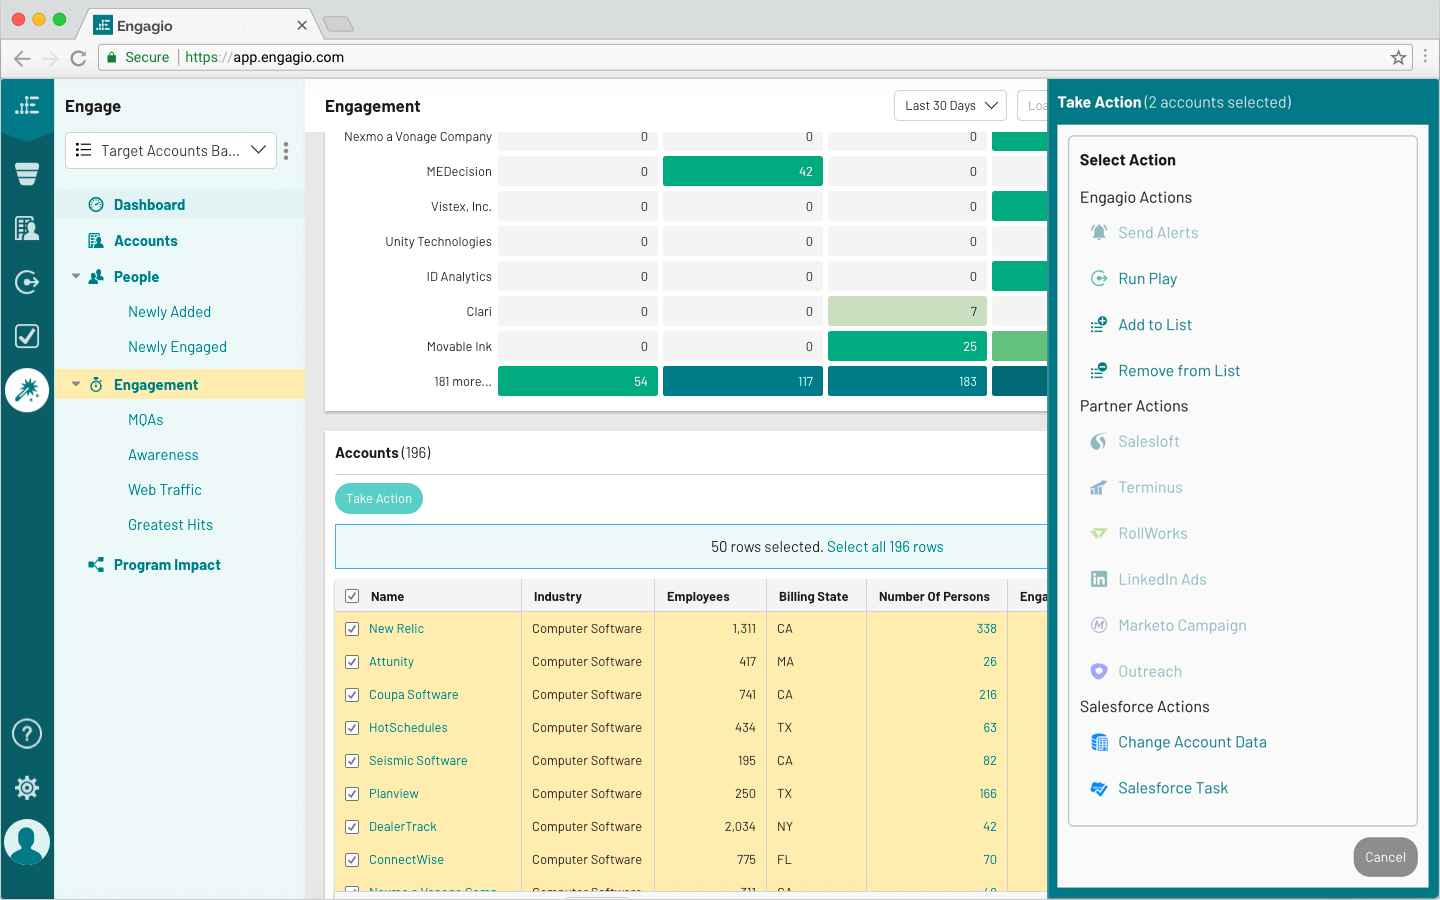 Engagio
Secure
https://app.engagio.com
Engage
Target Accounts Ba...
Dashboard
Accounts
People
Newly Added
Newly Engaged
Engagement
MQAs
Awareness
Web Traffic
Greatest Hits
Program Impact
Engagement
Last 30 Days
Loa
Nexmo a Vonage Company 0 0 0
MEDecision 0 42 0
Vistex, Inc. 0 0 0
Unity Technologies 0 0 0
ID Analytics 0 0 0
Clari 0 0 7
Movable Ink 0 0 25
181 more... 54 117 183
Accounts (196)
Take Action
50 rows selected. Select all 196 rows
Name Industry Employees Billing State Number Of Persons Enga
New Relic Computer Software 1,311 CA 338
Attunity Computer Software 417 MA 26
Coupa Software Computer Software 741 CA 216
HotSchedules Computer Software 434 TX 63
Seismic Software Computer Software 195 CA 82
Planview Computer Software 250 TX 166
DealerTrack Computer Software 2,034 NY 42
ConnectWise Computer Software 775 FL 70
Take Action (2 accounts selected)
Select Action
Engagio Actions
Send Alerts
Run Play
Add to List
Remove from List
Partner Actions
Salesloft
Terminus
RollWorks
LinkedIn Ads
Marketo Campaign
Outreach
Salesforce Actions
Change Account Data
Salesforce Task
Cancel